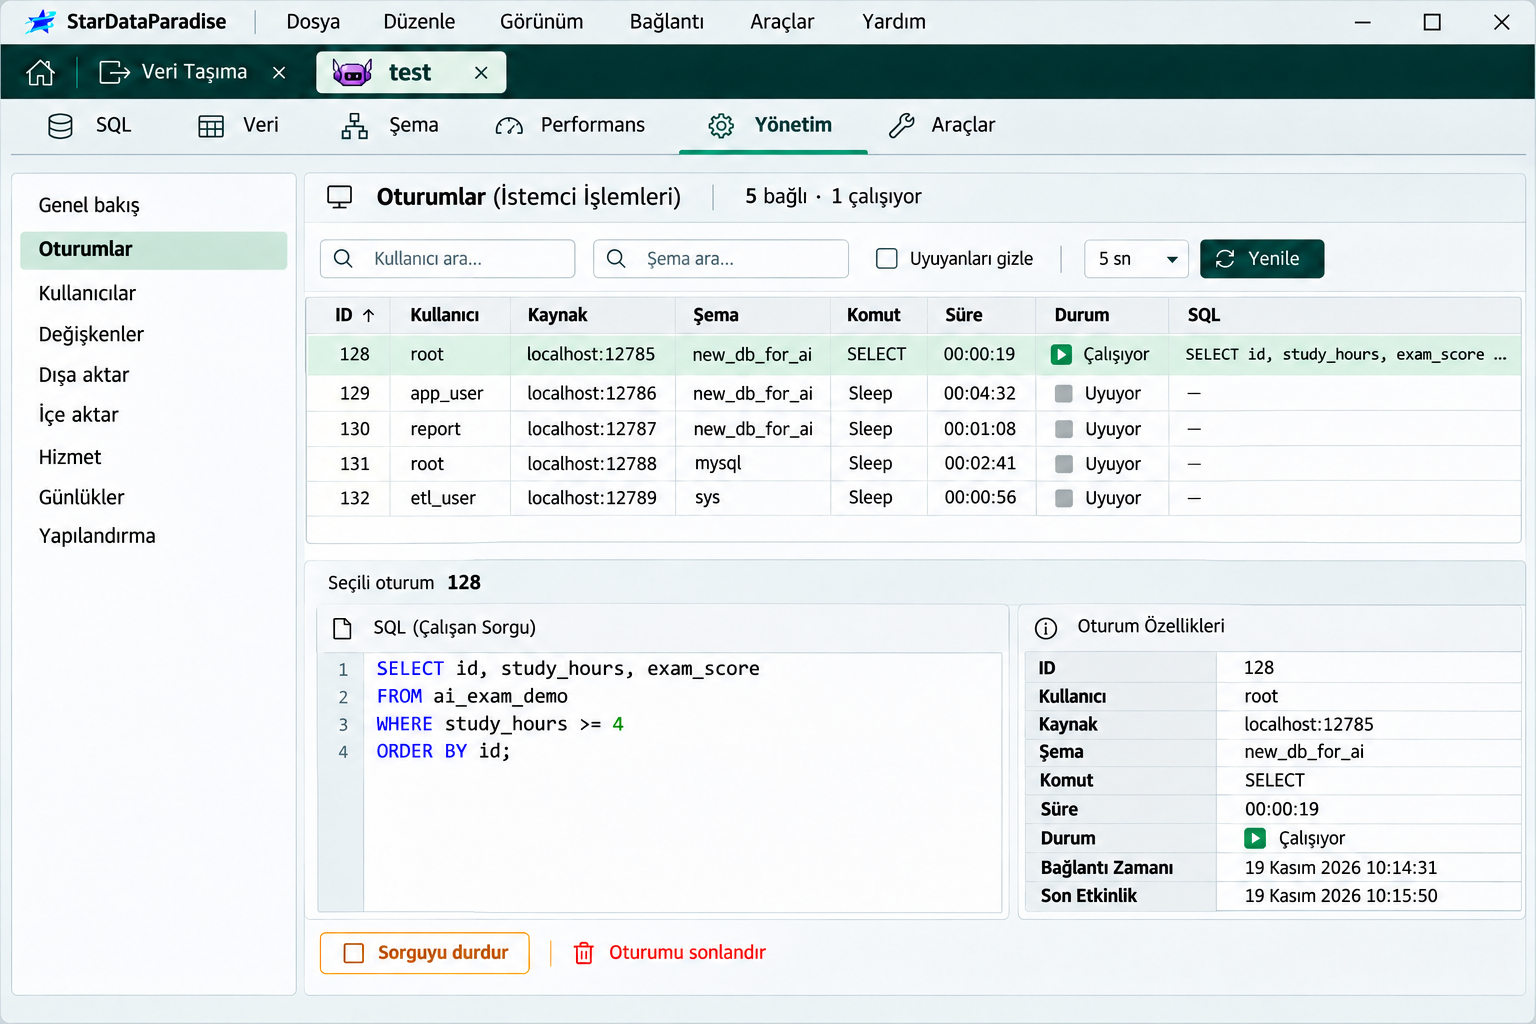 StarDataParadise Dosya Düzenle Görünüm Bağlantı Araçlar Yardım
Veri Taşıma test
SQL Veri Şema Performans Yönetim Araçlar
Genel bakış
Oturumlar
Kullanıcılar
Değişkenler
Dışa aktar
İçe aktar
Hizmet
Günlükler
Yapılandırma
Oturumlar (İstemci İşlemleri) 5 bağlı · 1 çalışıyor
Kullanıcı ara... Şema ara... Uyuyanları gizle 5 sn Yenile
ID ↑ Kullanıcı Kaynak Şema Komut Süre Durum SQL
128 root localhost:12785 new_db_for_ai SELECT 00:00:19 Çalışıyor SELECT id, study_hours, exam_score ...
129 app_user localhost:12786 new_db_for_ai Sleep 00:04:32 Uyuyor —
130 report localhost:12787 new_db_for_ai Sleep 00:01:08 Uyuyor —
131 root localhost:12788 mysql Sleep 00:02:41 Uyuyor —
132 etl_user localhost:12789 sys Sleep 00:00:56 Uyuyor —
Seçili oturum 128
SQL (Çalışan Sorgu)
1 SELECT id, study_hours, exam_score
2 FROM ai_exam_demo
3 WHERE study_hours >= 4
4 ORDER BY id;
Oturum Özellikleri
ID 128
Kullanıcı root
Kaynak localhost:12785
Şema new_db_for_ai
Komut SELECT
Süre 00:00:19
Durum Çalışıyor
Bağlantı Zamanı 19 Kasım 2026 10:14:31
Son Etkinlik 19 Kasım 2026 10:15:50
Sorguyu durdur Oturumu sonlandır